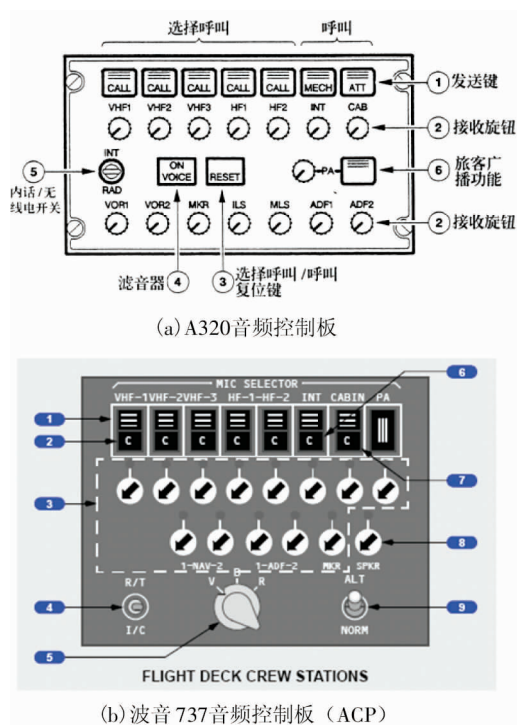 选择呼叫 呼叫
CALL CALL CALL CALL CALL MECH ATT
① 发送键
VHF1 VHF2 VHF3 HF1 HF2 INT CAB
② 接收旋钮
INT
⑤
RAD
内话/无
线电开关
ON
VOICE
RESET
PA
⑥ 旅客广
播功能
VOR1 VOR2 MKR ILS MLS ADF1 ADF2
② 接收旋钮
滤音器 ④
③ 选择呼叫/呼叫
复位键
(a) A320音频控制板
MIC SELECTOR
6
VHF-1 VHF-2 VHF-3 HF-1-HF-2 INT CABIN PA
1
2
C C C C C C C
7
3
8
1-NAV-2 1-ADF-2 MKR SPKR
R/T
V B R
ALT
4
9
I/C
NORM
5
FLIGHT DECK CREW STATIONS
(b) 波音 737音频控制板（ACP）